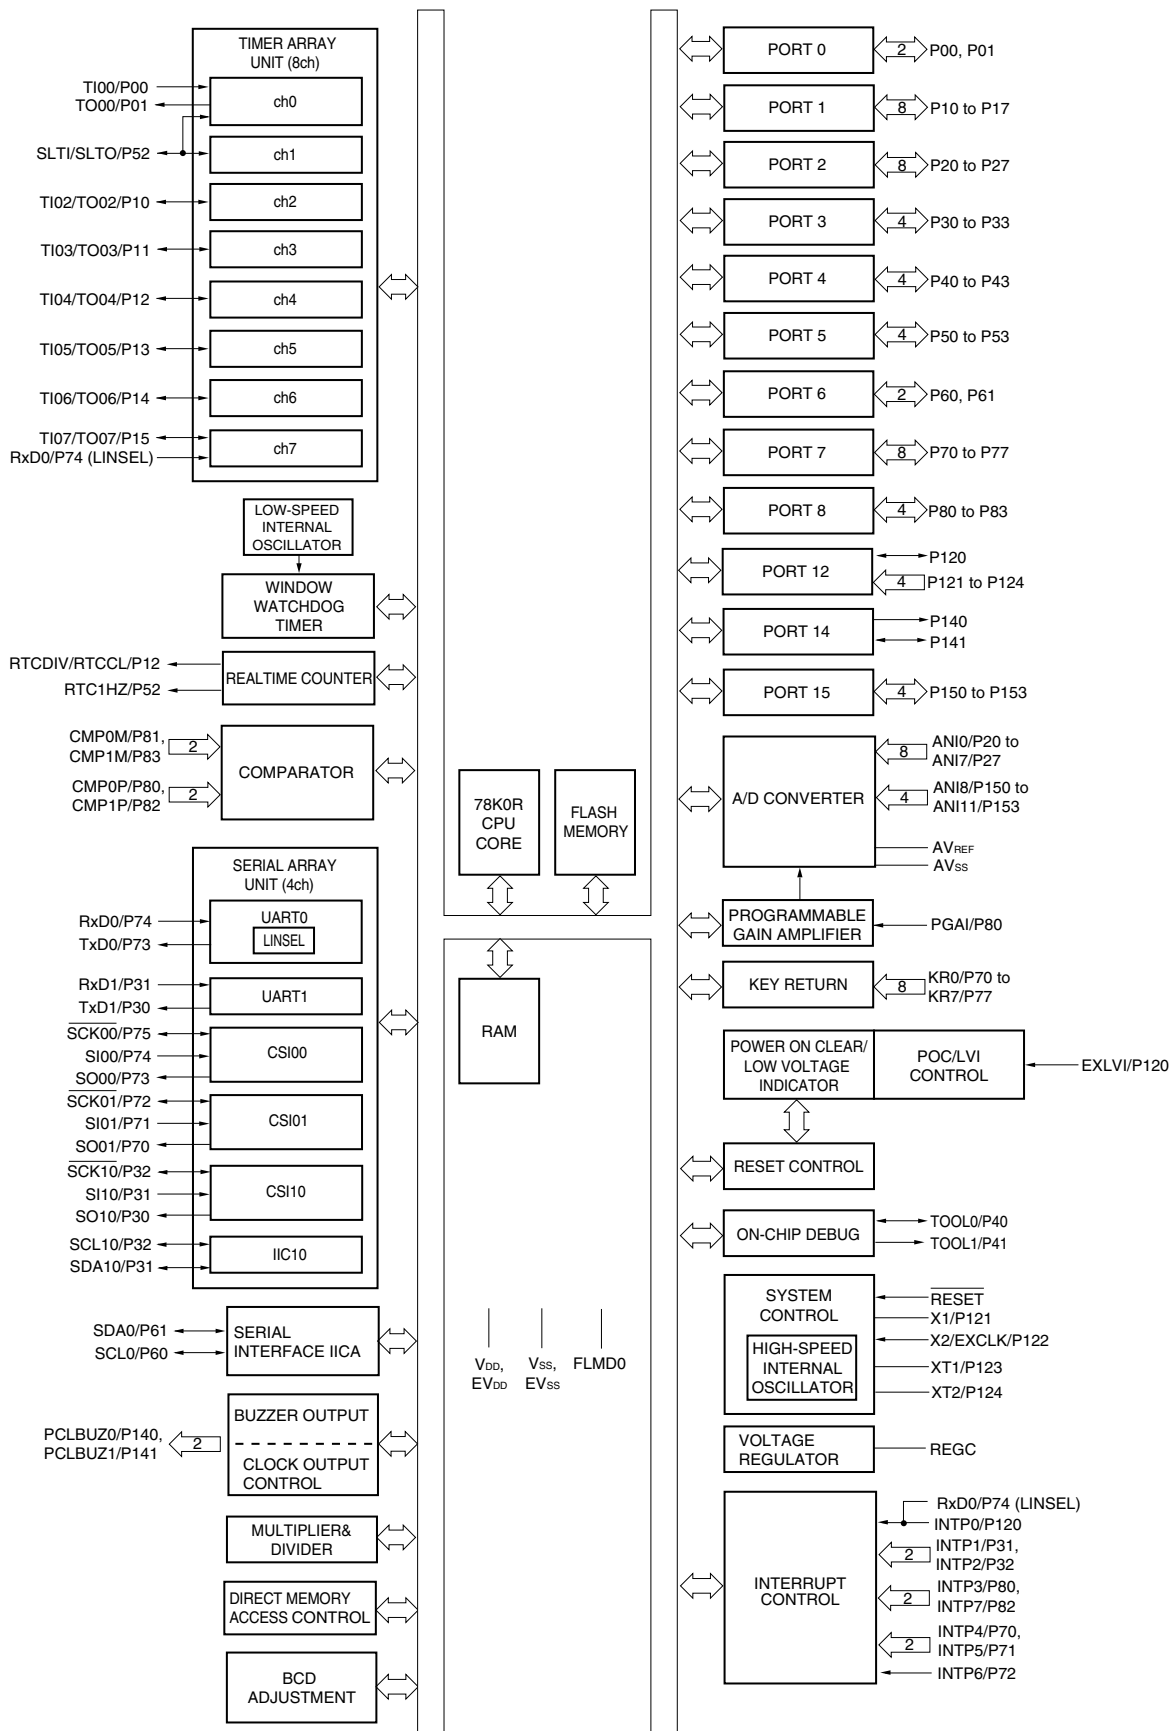 TIMER ARRAY
UNIT (8ch)
TI00/P00
TO00/P01
ch0
SLTI/SLTO/P52
ch1
TI02/TO02/P10
ch2
TI03/TO03/P11
ch3
TI04/TO04/P12
ch4
TI05/TO05/P13
ch5
TI06/TO06/P14
ch6
TI07/TO07/P15
RxD0/P74 (LINSEL)
ch7
LOW-SPEED
INTERNAL
OSCILLATOR
WINDOW
WATCHDOG
TIMER
RTCDIV/RTCCL/P12
RTC1HZ/P52
REALTIME COUNTER
CMP0M/P81,
CMP1M/P83
2
CMP0P/P80,
CMP1P/P82
2
COMPARATOR
SERIAL ARRAY
UNIT (4ch)
RxD0/P74
TxD0/P73
UART0
LINSEL
RxD1/P31
TxD1/P30
UART1
SCK00/P75
SI00/P74
SO00/P73
CSI00
SCK01/P72
SI01/P71
SO01/P70
CSI01
SCK10/P32
SI10/P31
SO10/P30
CSI10
SCL10/P32
SDA10/P31
IIC10
SDA0/P61
SCL0/P60
SERIAL
INTERFACE IICA
PCLBUZ0/P140,
PCLBUZ1/P141
2
BUZZER OUTPUT
CLOCK OUTPUT
CONTROL
MULTIPLIER&
DIVIDER
DIRECT MEMORY
ACCESS CONTROL
BCD
ADJUSTMENT
78K0R
CPU
CORE
FLASH
MEMORY
RAM
VDD,
EVDD
VSS,
EVSS
FLMD0
PORT 0
2
P00, P01
PORT 1
8
P10 to P17
PORT 2
8
P20 to P27
PORT 3
4
P30 to P33
PORT 4
4
P40 to P43
PORT 5
4
P50 to P53
PORT 6
2
P60, P61
PORT 7
8
P70 to P77
PORT 8
4
P80 to P83
PORT 12
P120
4
P121 to P124
PORT 14
P140
P141
PORT 15
4
P150 to P153
A/D CONVERTER
8
ANI0/P20 to
ANI7/P27
4
ANI8/P150 to
ANI11/P153
AVREF
AVSS
PROGRAMMABLE
GAIN AMPLIFIER
PGAI/P80
KEY RETURN
8
KR0/P70 to
KR7/P77
POWER ON CLEAR/
LOW VOLTAGE
INDICATOR
POC/LVI
CONTROL
EXLVI/P120
RESET CONTROL
ON-CHIP DEBUG
TOOL0/P40
TOOL1/P41
SYSTEM
CONTROL
HIGH-SPEED
INTERNAL
OSCILLATOR
RESET
X1/P121
X2/EXCLK/P122
XT1/P123
XT2/P124
VOLTAGE
REGULATOR
REGC
INTERRUPT
CONTROL
RxD0/P74 (LINSEL)
INTP0/P120
2
INTP1/P31,
INTP2/P32
2
INTP3/P80,
INTP7/P82
2
INTP4/P70,
INTP5/P71
INTP6/P72